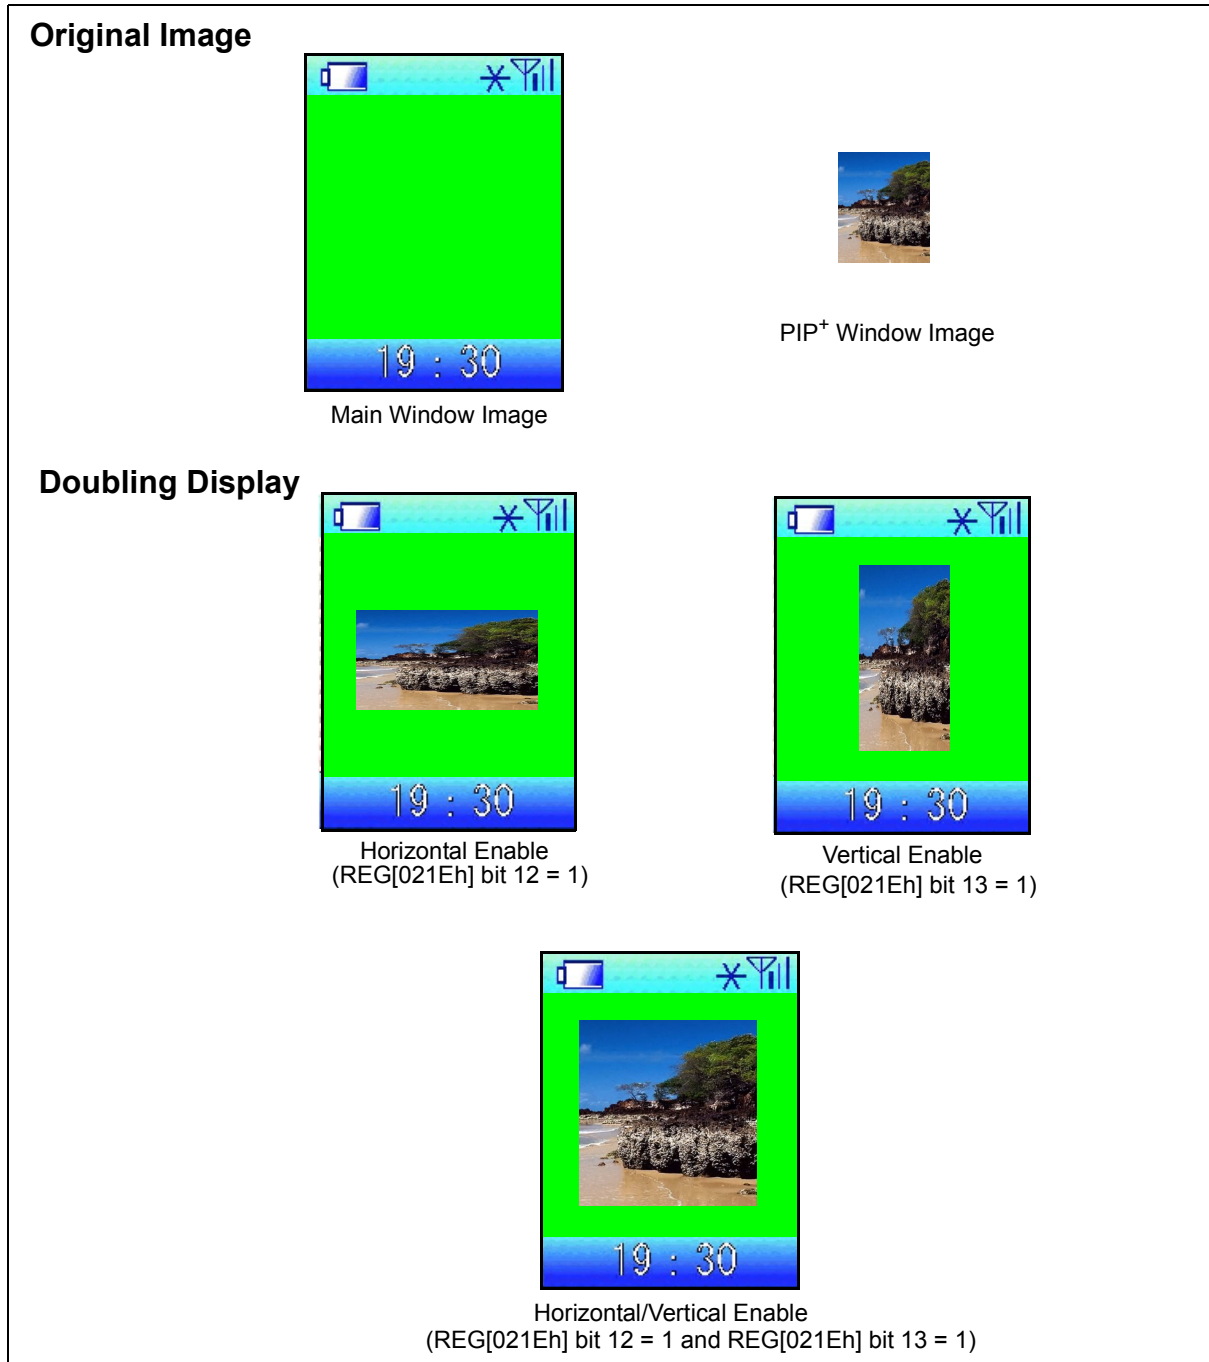 Original Image
19 : 30
Main Window Image
PIP+ Window Image
Doubling Display
19 : 30
Horizontal Enable
(REG[021Eh] bit 12 = 1)
19 : 30
Vertical Enable
(REG[021Eh] bit 13 = 1)
19 : 30
Horizontal/Vertical Enable
(REG[021Eh] bit 12 = 1 and REG[021Eh] bit 13 = 1)